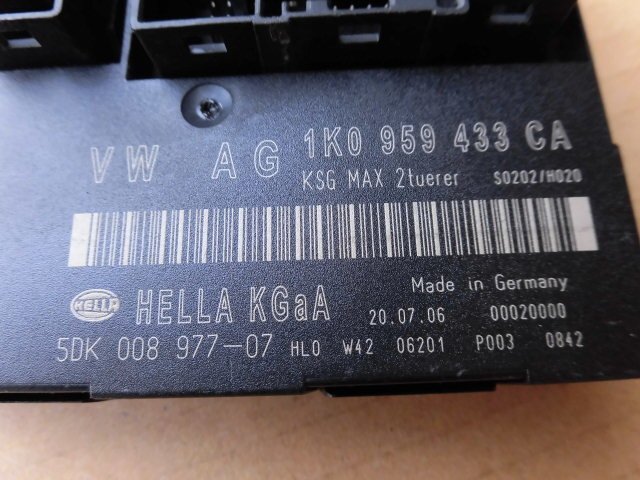 VW AG 1K0 959 433 CA
KSG MAX 2tuerer S0202/H020
Made in Germany
HELLA HELLA KGaA 20.07.06 00020000
5DK 008 977-07 HL0 W42 06201 P003 0842